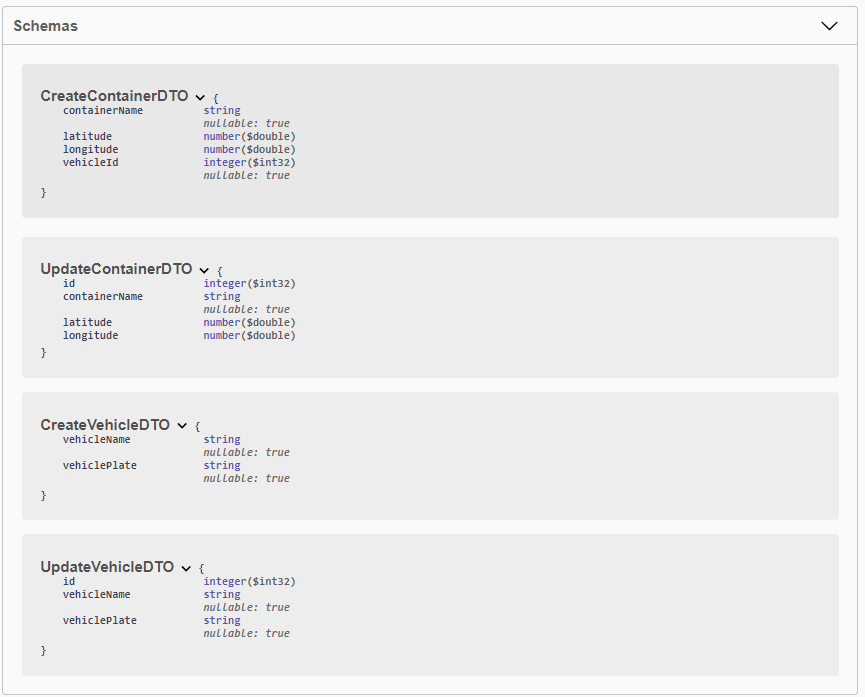 Schemas
CreateContainerDTO {
containerName string
nullable: true
latitude number($double)
longitude number($double)
vehicleId integer($int32)
nullable: true
}
UpdateContainerDTO {
id integer($int32)
containerName string
nullable: true
latitude number($double)
longitude number($double)
}
CreateVehicleDTO {
vehicleName string
nullable: true
vehiclePlate string
nullable: true
}
UpdateVehicleDTO {
id integer($int32)
vehicleName string
nullable: true
vehiclePlate string
nullable: true
}